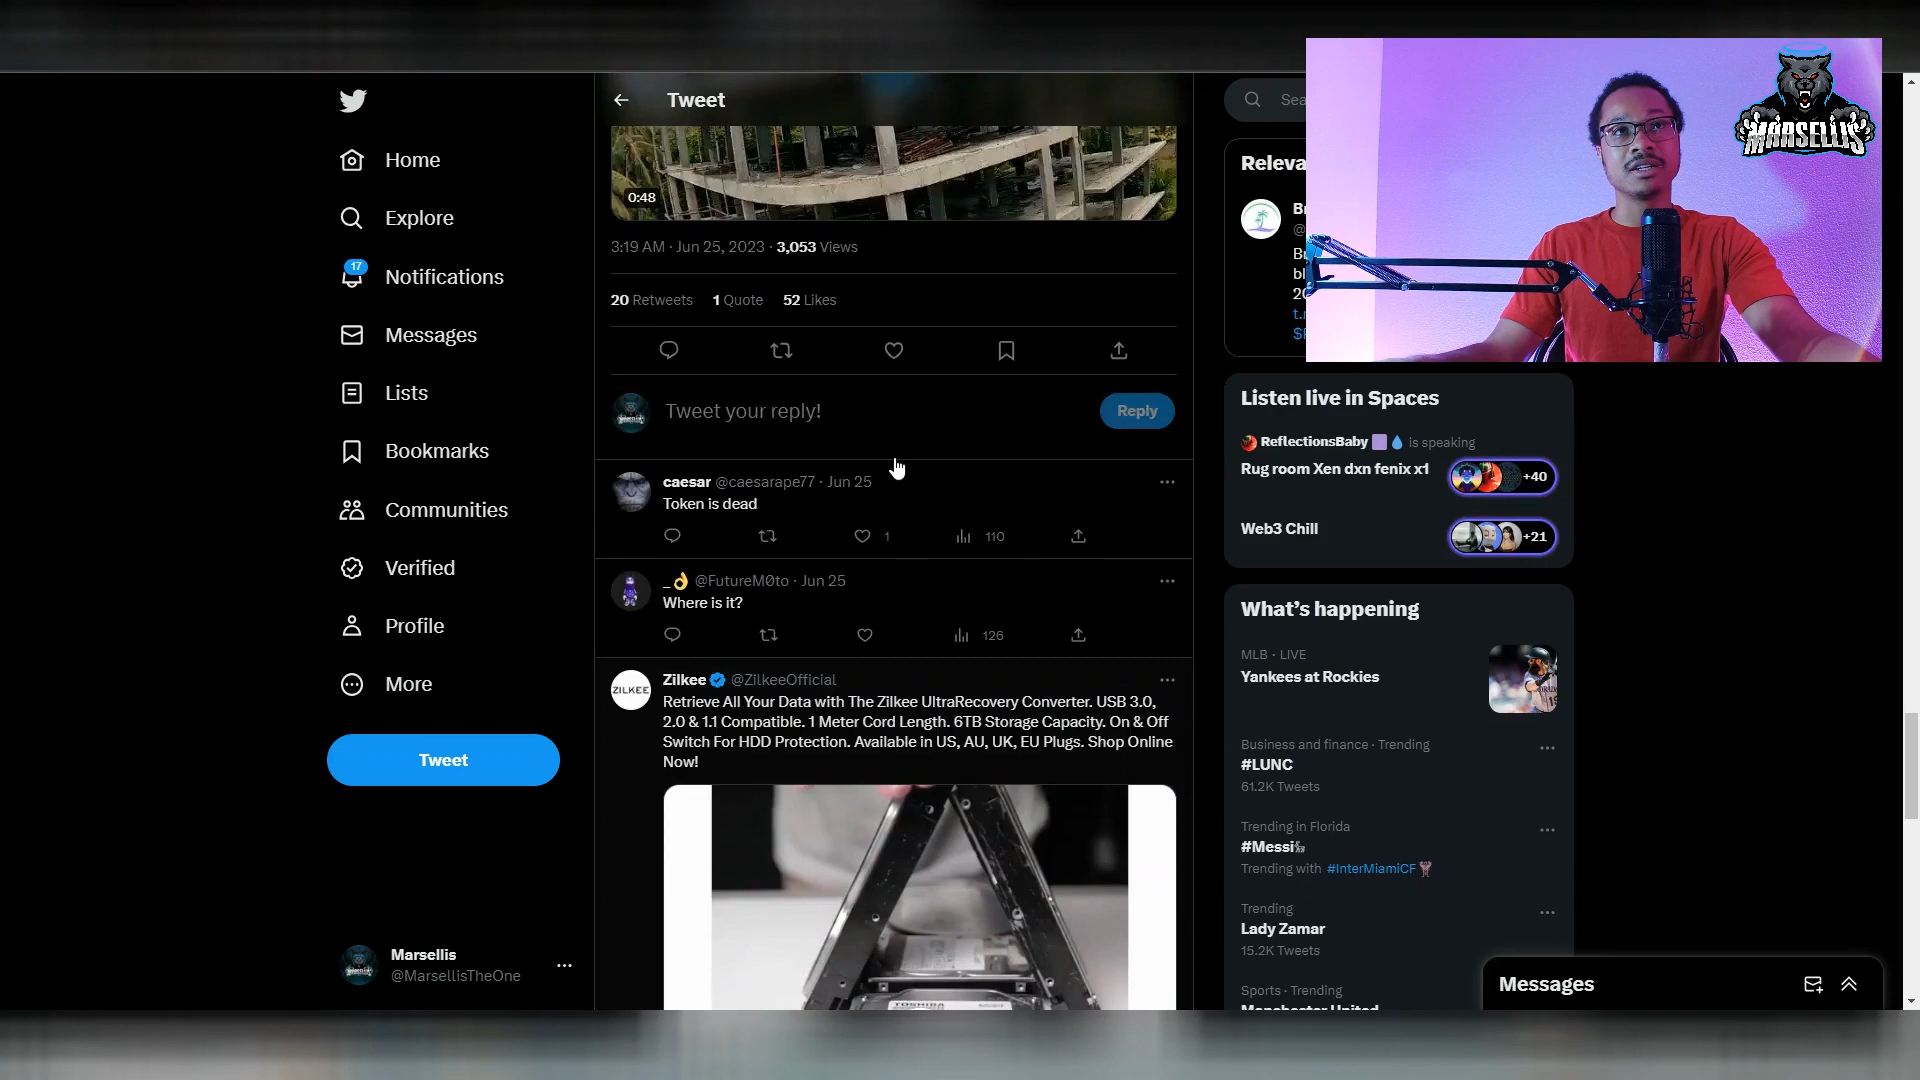 Home
Explore
17
Notifications
Messages
Lists
Bookmarks
Communities
Verified
Profile
More
Tweet
Marsellis
@MarsellisTheOne
Tweet
0:48
3:19 AM · Jun 25, 2023 · 3,053 Views
20 Retweets 1 Quote 52 Likes
Tweet your reply!
Reply
caesar @caesarape77 · Jun 25
Token is dead
1 110
_👌 @FutureM0to · Jun 25
Where is it?
126
ZILKEE
Zilkee @ZilkeeOfficial
Retrieve All Your Data with The Zilkee UltraRecovery Converter. USB 3.0,
2.0 & 1.1 Compatible. 1 Meter Cord Length. 6TB Storage Capacity. On & Off
Switch For HDD Protection. Available in US, AU, UK, EU Plugs. Shop Online
Now!
TOSHIBA
MARSELLIS
Listen live in Spaces
ReflectionsBaby 🟪💧 is speaking
Rug room Xen dxn fenix x1
+40
Web3 Chill
+21
What's happening
MLB · LIVE
Yankees at Rockies
Business and finance · Trending
#LUNC
61.2K Tweets
Trending in Florida
#Messi
Trending with #InterMiamiCF
Trending
Lady Zamar
15.2K Tweets
Sports · Trending
Manchester United
Messages